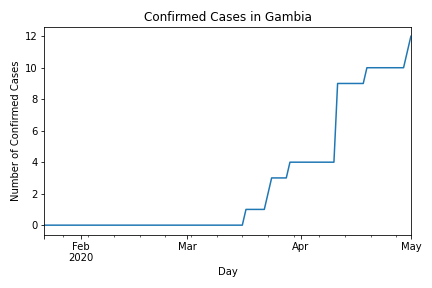 Confirmed Cases in Gambia
Number of Confirmed Cases
12
10
8
6
4
2
0
Feb
2020
Mar
Apr
May
Day